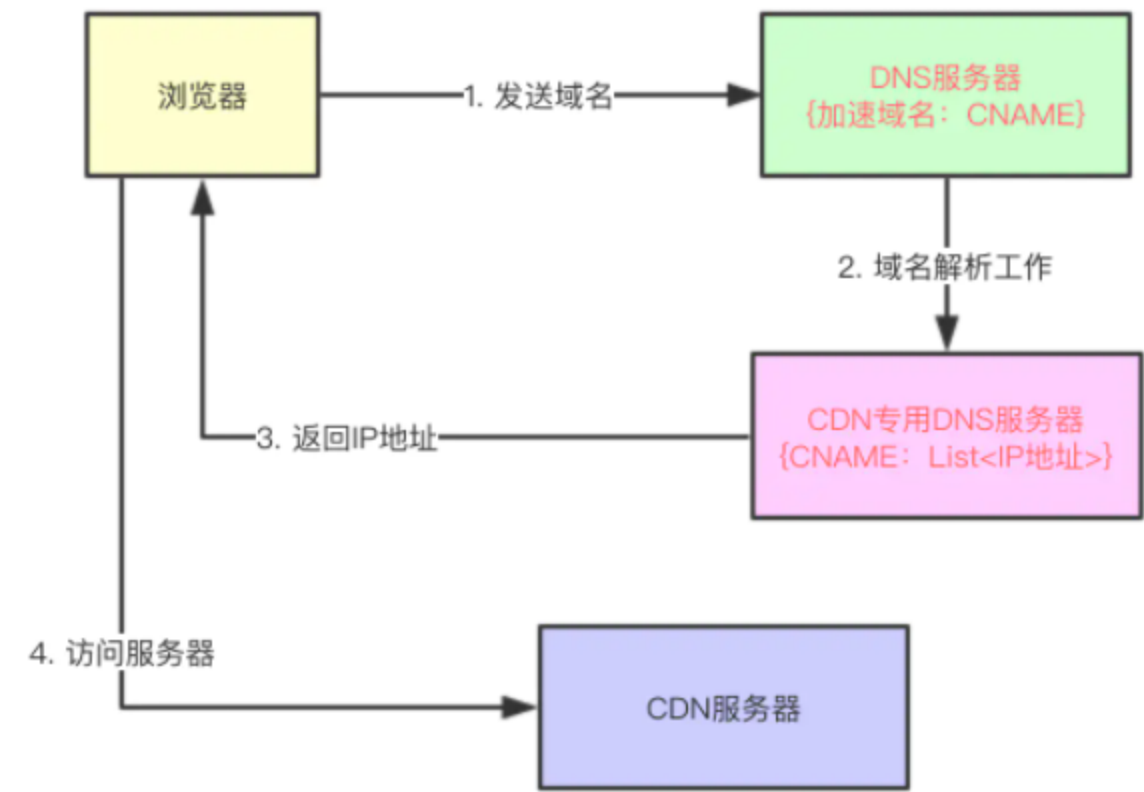 浏览器
1. 发送域名
DNS服务器
{加速域名：CNAME}
2. 域名解析工作
CDN专用DNS服务器
{CNAME：List<IP地址>}
3. 返回IP地址
4. 访问服务器
CDN服务器